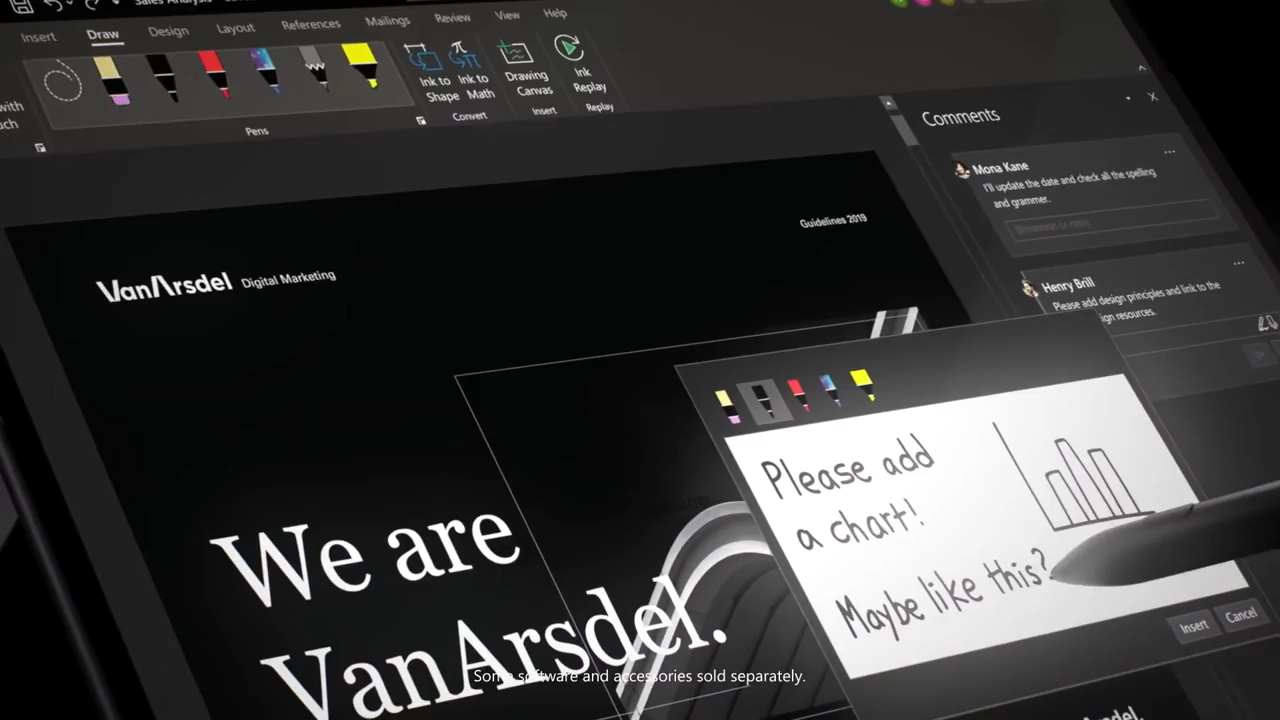 Sales Analysis
Insert Draw Design Layout References Mailings Review View Help
with
Ink to Shape
Ink to Math
Drawing Canvas
Ink Replay
Pens
Convert
Insert
Replay
Comments
Mona Kane
I'll update the date and check all the spelling
and grammer.
Henry Brill
Please add design principles and link to the
resources.
VanArsdel Digital Marketing
Guidelines 2019
We are
VanArsdel.
Please add
a chart!
Maybe like this?
Insert Cancel
Some software and accessories sold separately.